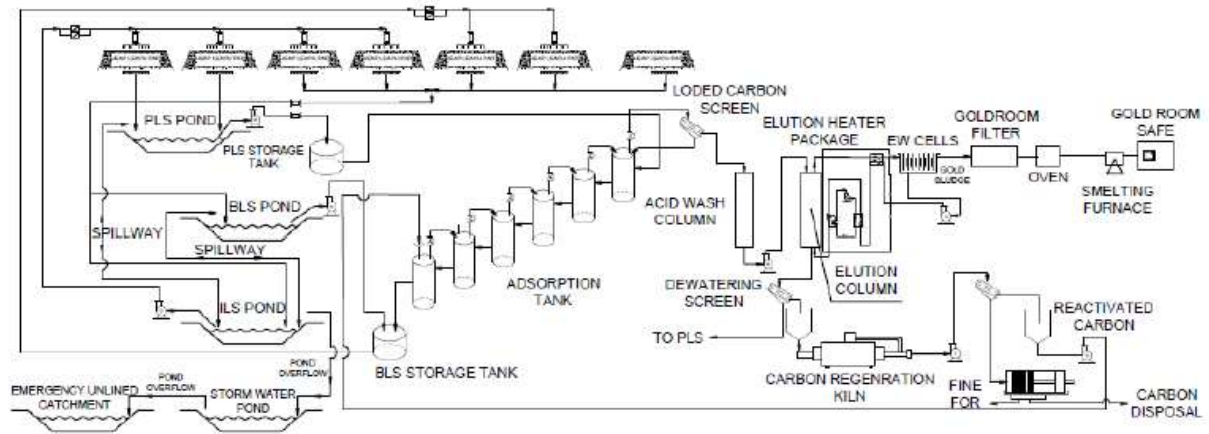 LODED CARBON
SCREEN
PLS POND
PLS STORAGE
TANK
ELUTION HEATER
PACKAGE
EW CELLS
GOLDROOM
FILTER
GOLD ROOM
SAFE
GOLD
SLUDGE
OVEN
SMELTING
FURNACE
BLS POND
SPILLWAY
SPILLWAY
ACID WASH
COLUMN
ADSORPTION
TANK
ELUTION
COLUMN
DEWATERING
SCREEN
ILS POND
REACTIVATED
CARBON
TO PLS
BLS STORAGE TANK
CARBON REGENRATION
KILN
POND
OVERFLOW
POND
OVERFLOW
EMERGENCY UNLINED
CATCHMENT
STORM WATER
POND
FINE
FOR
CARBON
DISPOSAL